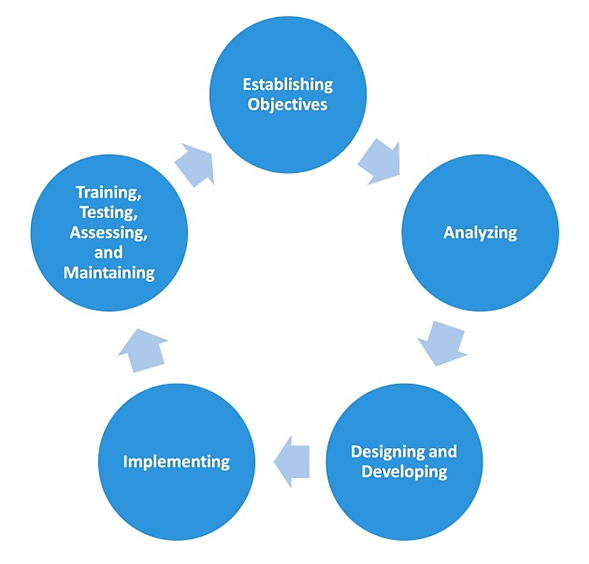 Establishing
Objectives
Analyzing
Designing and
Developing
Implementing
Training,
Testing,
Assessing,
and
Maintaining